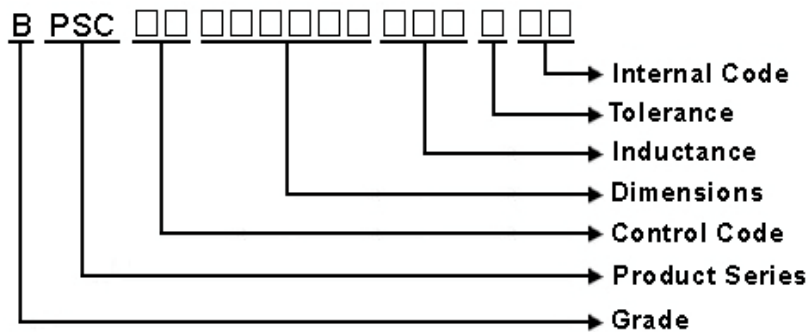 B PSC □□ □□□□□□ □□□ □ □□
Internal Code
Tolerance
Inductance
Dimensions
Control Code
Product Series
Grade